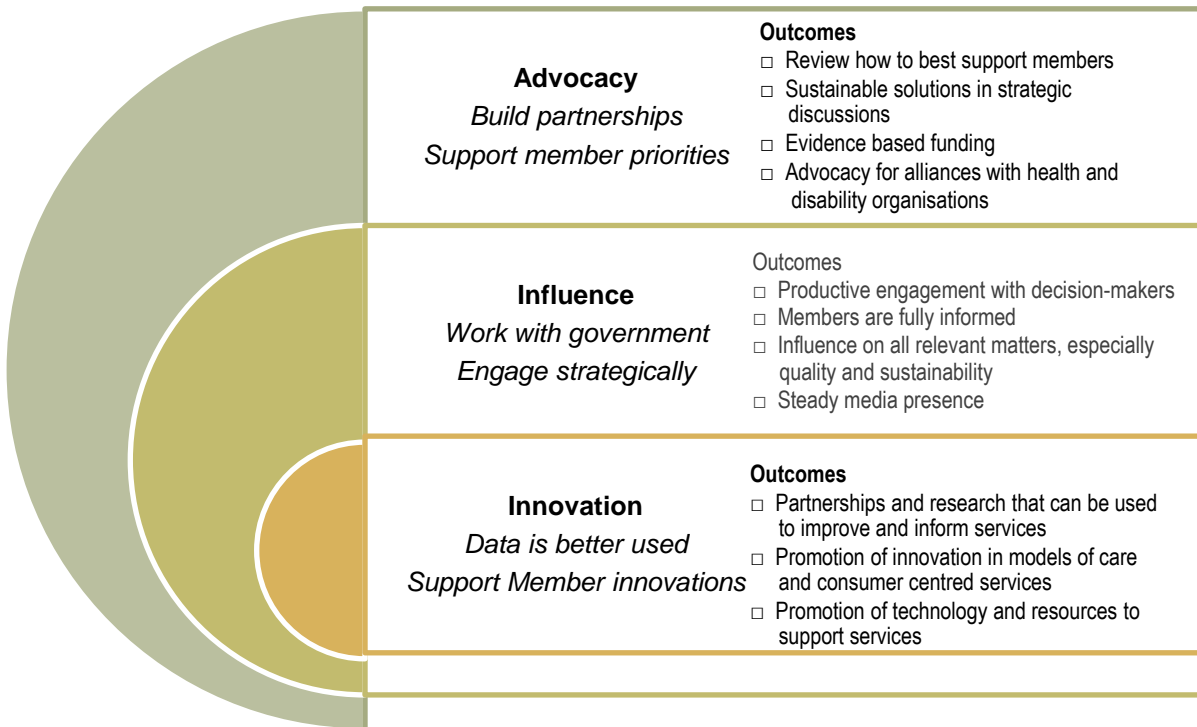 Advocacy
Build partnerships
Support member priorities
Outcomes
□ Review how to best support members
□ Sustainable solutions in strategic
discussions
□ Evidence based funding
□ Advocacy for alliances with health and
disability organisations
Influence
Work with government
Engage strategically
Outcomes
□ Productive engagement with decision-makers
□ Members are fully informed
□ Influence on all relevant matters, especially
quality and sustainability
□ Steady media presence
Innovation
Data is better used
Support Member innovations
Outcomes
□ Partnerships and research that can be used
to improve and inform services
□ Promotion of innovation in models of care
and consumer centred services
□ Promotion of technology and resources to
support services